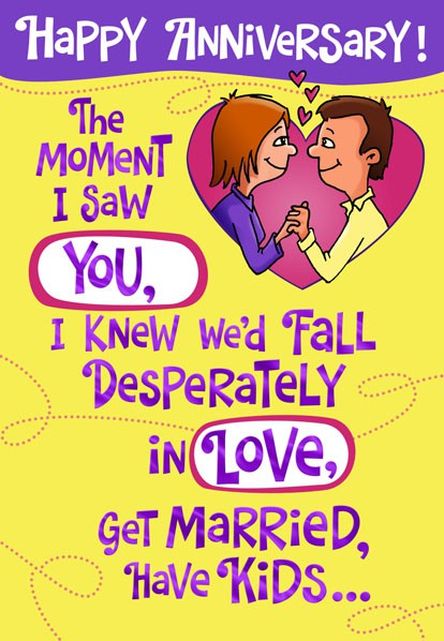 Happy Anniversary!
The
Moment
I Saw
You,
I Knew We'd Fall
Desperately
in Love,
Get Married,
Have Kids...